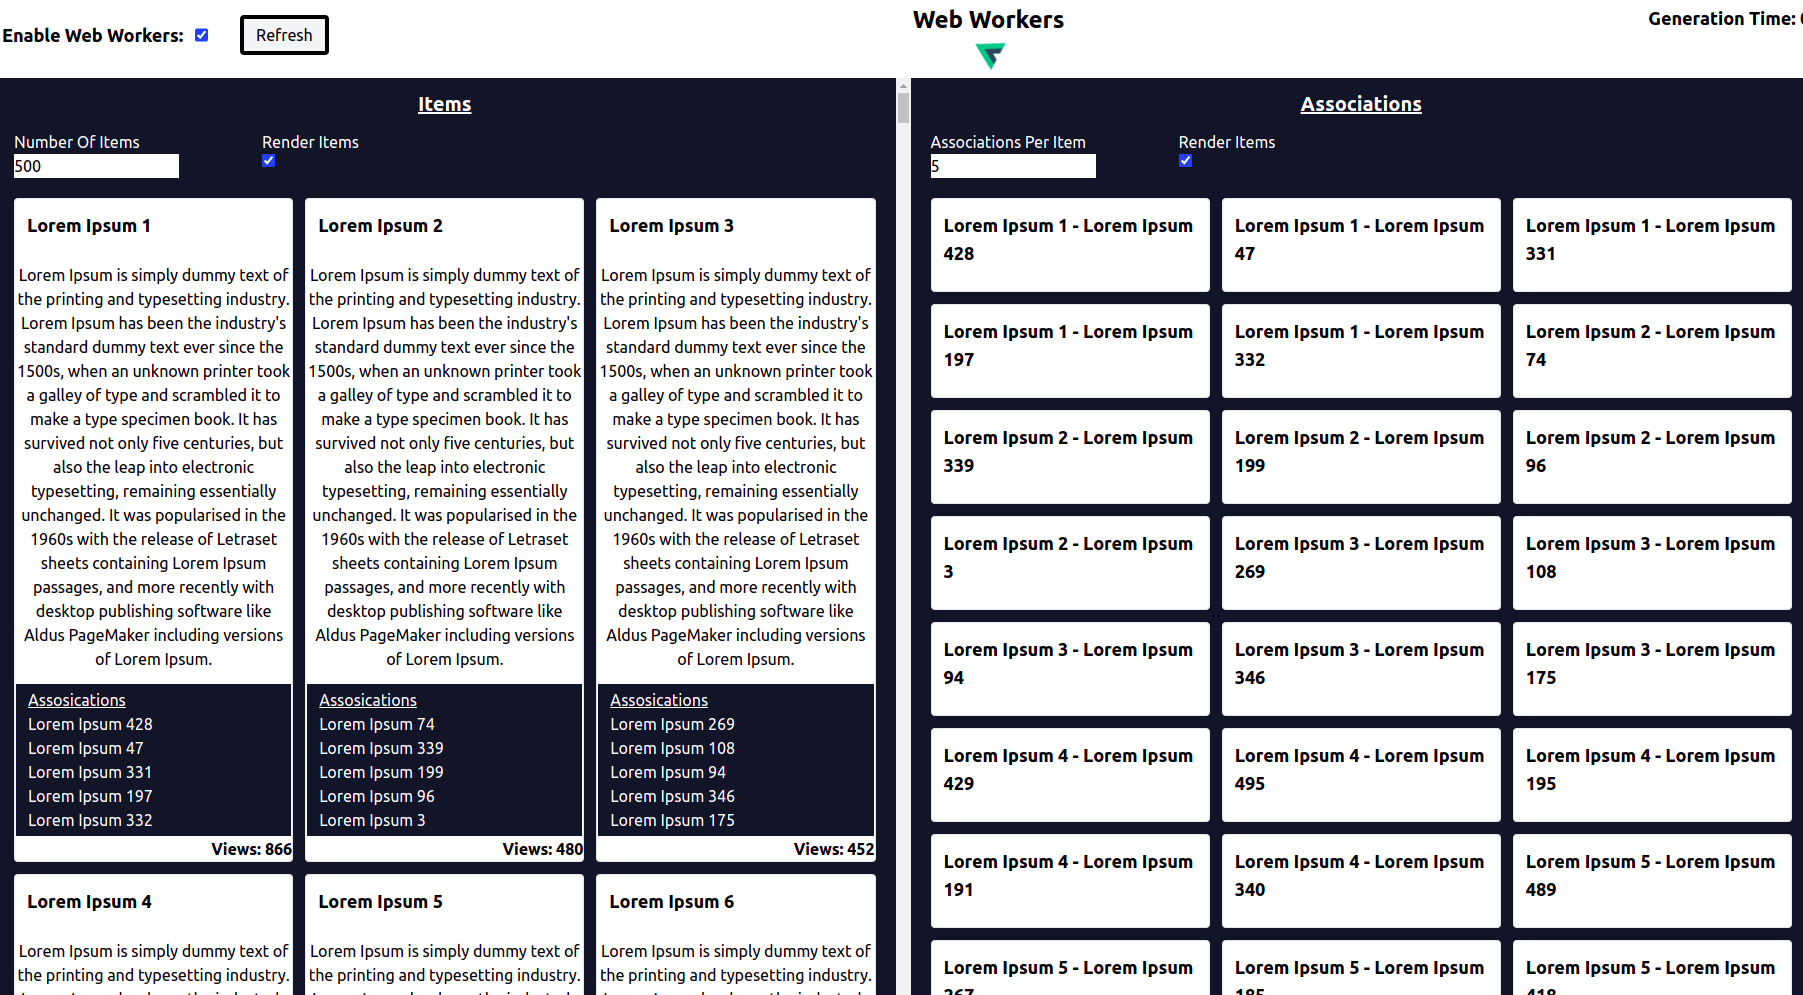 Enable Web Workers:
Refresh
Web Workers
Generation Time:
Items
Number Of Items
Render Items
500
Lorem Ipsum 1
Lorem Ipsum is simply dummy text of
the printing and typesetting industry.
Lorem Ipsum has been the industry's
standard dummy text ever since the
1500s, when an unknown printer took
a galley of type and scrambled it to
make a type specimen book. It has
survived not only five centuries, but
also the leap into electronic
typesetting, remaining essentially
unchanged. It was popularised in the
1960s with the release of Letraset
sheets containing Lorem Ipsum
passages, and more recently with
desktop publishing software like
Aldus PageMaker including versions
of Lorem Ipsum.
Assosications
Lorem Ipsum 428
Lorem Ipsum 47
Lorem Ipsum 331
Lorem Ipsum 197
Lorem Ipsum 332
Views: 866
Lorem Ipsum 2
Lorem Ipsum is simply dummy text of
the printing and typesetting industry.
Lorem Ipsum has been the industry's
standard dummy text ever since the
1500s, when an unknown printer took
a galley of type and scrambled it to
make a type specimen book. It has
survived not only five centuries, but
also the leap into electronic
typesetting, remaining essentially
unchanged. It was popularised in the
1960s with the release of Letraset
sheets containing Lorem Ipsum
passages, and more recently with
desktop publishing software like
Aldus PageMaker including versions
of Lorem Ipsum.
Assosications
Lorem Ipsum 74
Lorem Ipsum 339
Lorem Ipsum 199
Lorem Ipsum 96
Lorem Ipsum 3
Views: 480
Lorem Ipsum 3
Lorem Ipsum is simply dummy text of
the printing and typesetting industry.
Lorem Ipsum has been the industry's
standard dummy text ever since the
1500s, when an unknown printer took
a galley of type and scrambled it to
make a type specimen book. It has
survived not only five centuries, but
also the leap into electronic
typesetting, remaining essentially
unchanged. It was popularised in the
1960s with the release of Letraset
sheets containing Lorem Ipsum
passages, and more recently with
desktop publishing software like
Aldus PageMaker including versions
of Lorem Ipsum.
Assosications
Lorem Ipsum 269
Lorem Ipsum 108
Lorem Ipsum 94
Lorem Ipsum 346
Lorem Ipsum 175
Views: 452
Lorem Ipsum 4
Lorem Ipsum is simply dummy text of
the printing and typesetting industry.
Lorem Ipsum 5
Lorem Ipsum is simply dummy text of
the printing and typesetting industry.
Lorem Ipsum 6
Lorem Ipsum is simply dummy text of
the printing and typesetting industry.
Associations
Associations Per Item
Render Items
5
Lorem Ipsum 1 - Lorem Ipsum
428
Lorem Ipsum 1 - Lorem Ipsum
47
Lorem Ipsum 1 - Lorem Ipsum
331
Lorem Ipsum 1 - Lorem Ipsum
197
Lorem Ipsum 1 - Lorem Ipsum
332
Lorem Ipsum 2 - Lorem Ipsum
74
Lorem Ipsum 2 - Lorem Ipsum
339
Lorem Ipsum 2 - Lorem Ipsum
199
Lorem Ipsum 2 - Lorem Ipsum
96
Lorem Ipsum 2 - Lorem Ipsum
3
Lorem Ipsum 3 - Lorem Ipsum
269
Lorem Ipsum 3 - Lorem Ipsum
108
Lorem Ipsum 3 - Lorem Ipsum
94
Lorem Ipsum 3 - Lorem Ipsum
346
Lorem Ipsum 3 - Lorem Ipsum
175
Lorem Ipsum 4 - Lorem Ipsum
429
Lorem Ipsum 4 - Lorem Ipsum
495
Lorem Ipsum 4 - Lorem Ipsum
195
Lorem Ipsum 4 - Lorem Ipsum
191
Lorem Ipsum 4 - Lorem Ipsum
340
Lorem Ipsum 5 - Lorem Ipsum
489
Lorem Ipsum 5 - Lorem Ipsum
Lorem Ipsum 5 - Lorem Ipsum
Lorem Ipsum 5 - Lorem Ipsum